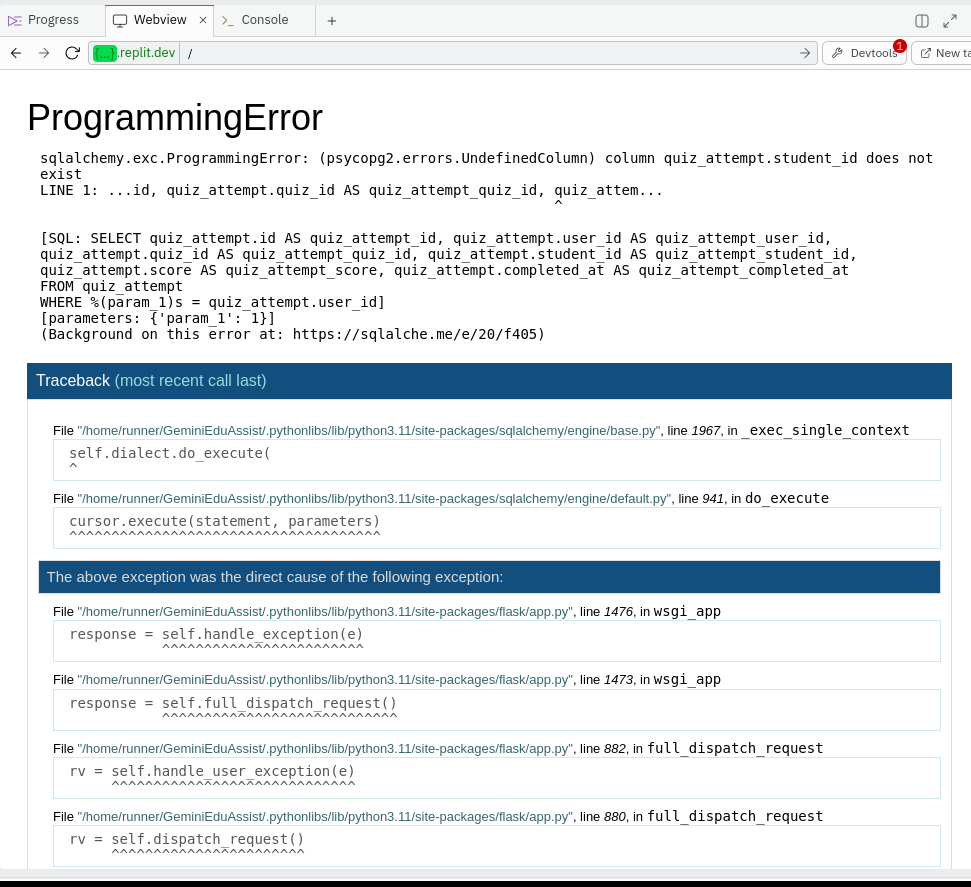 Progress
Webview ×
>_ Console
+
{...}.replit.dev /
Devtools 1
New ta
ProgrammingError
sqlalchemy.exc.ProgrammingError: (psycopg2.errors.UndefinedColumn) column quiz_attempt.student_id does not
exist
LINE 1: ...id, quiz_attempt.quiz_id AS quiz_attempt_quiz_id, quiz_attem...
^
[SQL: SELECT quiz_attempt.id AS quiz_attempt_id, quiz_attempt.user_id AS quiz_attempt_user_id,
quiz_attempt.quiz_id AS quiz_attempt_quiz_id, quiz_attempt.student_id AS quiz_attempt_student_id,
quiz_attempt.score AS quiz_attempt_score, quiz_attempt.completed_at AS quiz_attempt_completed_at
FROM quiz_attempt
WHERE %(param_1)s = quiz_attempt.user_id]
[parameters: {'param_1': 1}]
(Background on this error at: https://sqlalche.me/e/20/f405)
Traceback (most recent call last)
File "/home/runner/GeminiEduAssist/.pythonlibs/lib/python3.11/site-packages/sqlalchemy/engine/base.py", line 1967, in _exec_single_context
self.dialect.do_execute(
^
File "/home/runner/GeminiEduAssist/.pythonlibs/lib/python3.11/site-packages/sqlalchemy/engine/default.py", line 941, in do_execute
cursor.execute(statement, parameters)
^^^^^^^^^^^^^^^^^^^^^^^^^^^^^^^^^^^^^
The above exception was the direct cause of the following exception:
File "/home/runner/GeminiEduAssist/.pythonlibs/lib/python3.11/site-packages/flask/app.py", line 1476, in wsgi_app
response = self.handle_exception(e)
^^^^^^^^^^^^^^^^^^^^^^^^
File "/home/runner/GeminiEduAssist/.pythonlibs/lib/python3.11/site-packages/flask/app.py", line 1473, in wsgi_app
response = self.full_dispatch_request()
^^^^^^^^^^^^^^^^^^^^^^^^^^^^
File "/home/runner/GeminiEduAssist/.pythonlibs/lib/python3.11/site-packages/flask/app.py", line 882, in full_dispatch_request
rv = self.handle_user_exception(e)
^^^^^^^^^^^^^^^^^^^^^^^^^^^^^
File "/home/runner/GeminiEduAssist/.pythonlibs/lib/python3.11/site-packages/flask/app.py", line 880, in full_dispatch_request
rv = self.dispatch_request()
^^^^^^^^^^^^^^^^^^^^^^^